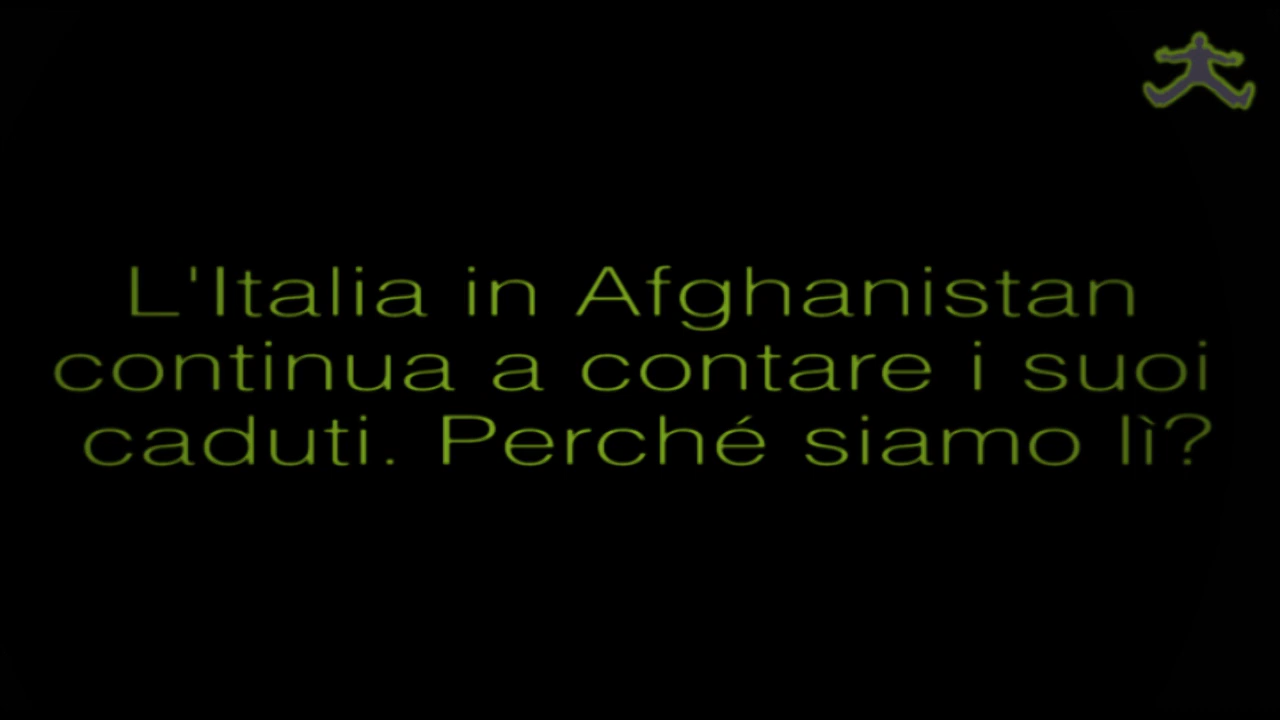 L'Italia in Afghanistan
continua a contare i suoi
caduti. Perché siamo lì?